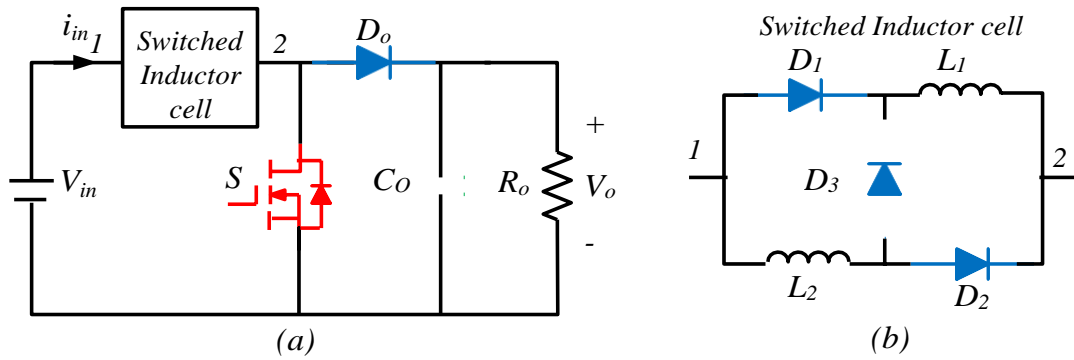 i_in
1
Switched
Inductor
cell
2
D_o
V_in
S
C_O
R_o
+
V_o
-
(a)
Switched Inductor cell
D_1
L_1
1
2
D_3
L_2
D_2
(b)